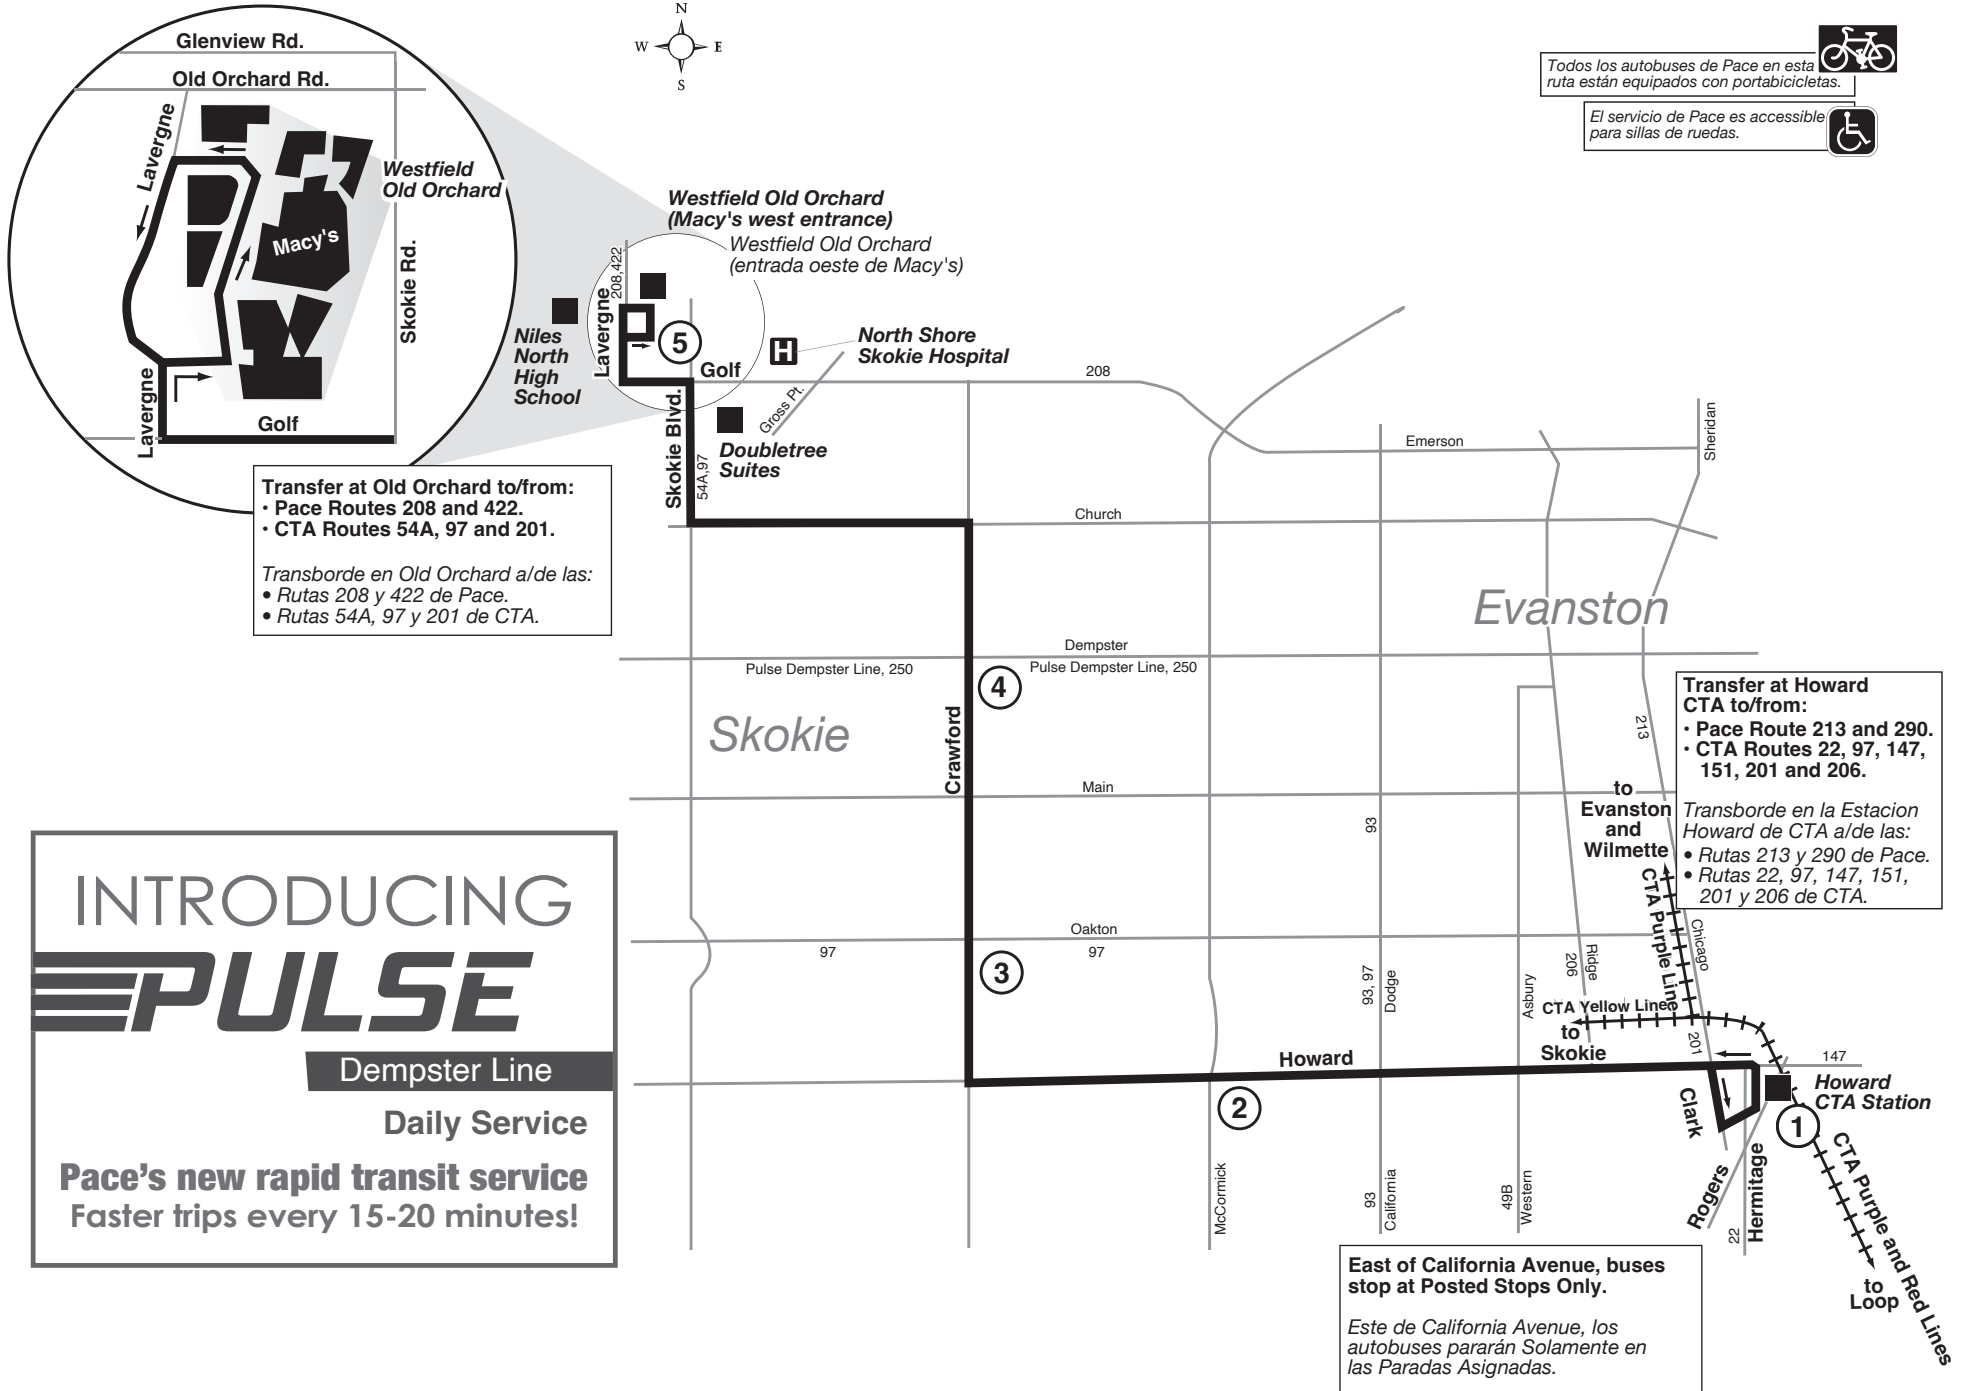 N
W
E
S
Todos los autobuses de Pace en esta
ruta están equipados con portabicicletas.
El servicio de Pace es accessible
para sillas de ruedas.
Glenview Rd.
Old Orchard Rd.
Lavergne
Westfield
Old Orchard
Macy's
Skokie Rd.
Lavergne
Golf
Westfield Old Orchard
(Macy's west entrance)
Westfield Old Orchard
(entrada oeste de Macy's)
208,422
Lavergne
5
Niles
North
High
School
H
North Shore
Skokie Hospital
Golf
208
Gross Pt.
Skokie Blvd.
54A,97
Doubletree
Suites
Emerson
Sheridan
Church
Transfer at Old Orchard to/from:
· Pace Routes 208 and 422.
· CTA Routes 54A, 97 and 201.
Transborde en Old Orchard a/de las:
• Rutas 208 y 422 de Pace.
• Rutas 54A, 97 y 201 de CTA.
Evanston
Dempster
Pulse Dempster Line, 250
Pulse Dempster Line, 250
4
Skokie
Crawford
Main
213
Transfer at Howard
CTA to/from:
· Pace Route 213 and 290.
· CTA Routes 22, 97, 147,
151, 201 and 206.
Transborde en la Estacion
Howard de CTA a/de las:
• Rutas 213 y 290 de Pace.
• Rutas 22, 97, 147, 151,
201 y 206 de CTA.
to
Evanston
and
Wilmette
93
CTA Purple Line
Chicago
Oakton
97
97
3
93, 97
Dodge
Asbury
206
Ridge
CTA Yellow Line
to
Skokie
201
Howard
147
Howard
CTA Station
2
Clark
1
McCormick
93
California
49B
Western
Rogers
22
Hermitage
CTA Purple and Red Lines
to
Loop
INTRODUCING
PULSE
Dempster Line
Daily Service
Pace's new rapid transit service
Faster trips every 15-20 minutes!
East of California Avenue, buses
stop at Posted Stops Only.
Este de California Avenue, los
autobuses pararán Solamente en
las Paradas Asignadas.